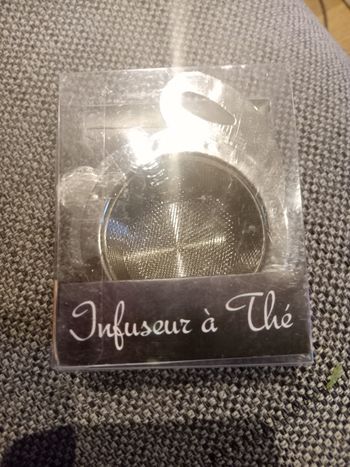 Infuseur à Thé